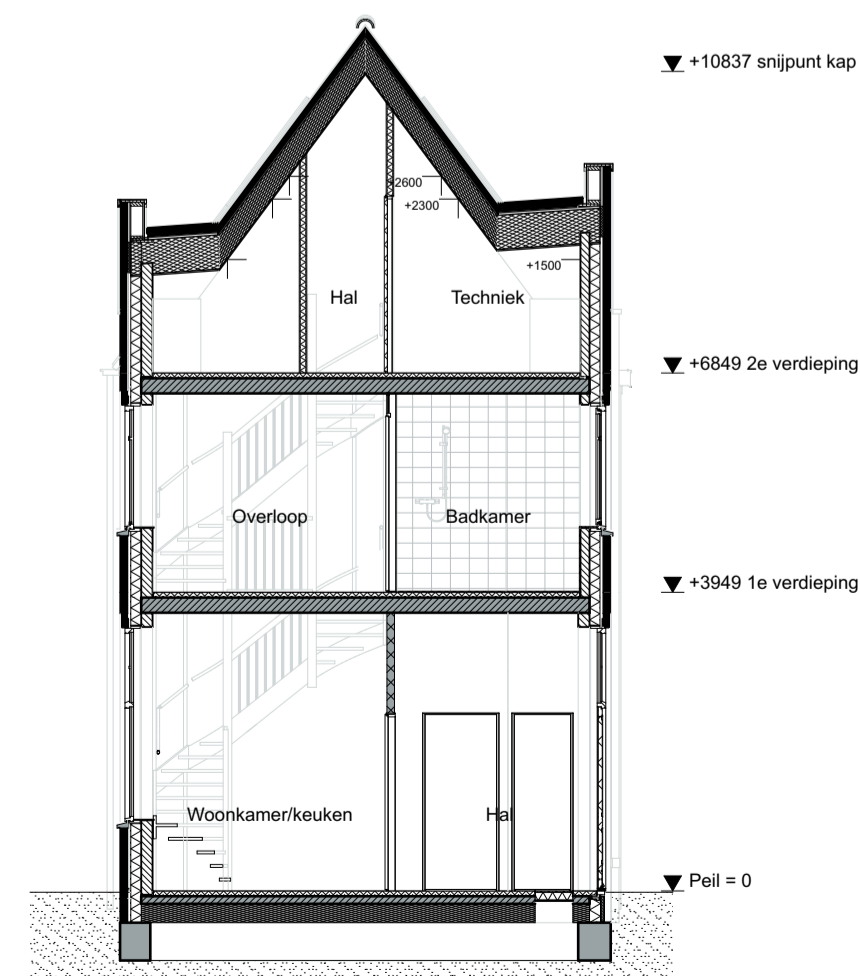 +10837 snijpunt kap
+2600
+2300
+1500
Hal
Techniek
+6849 2e verdieping
Overloop
Badkamer
+3949 1e verdieping
Woonkamer/keuken
Hal
Peil = 0